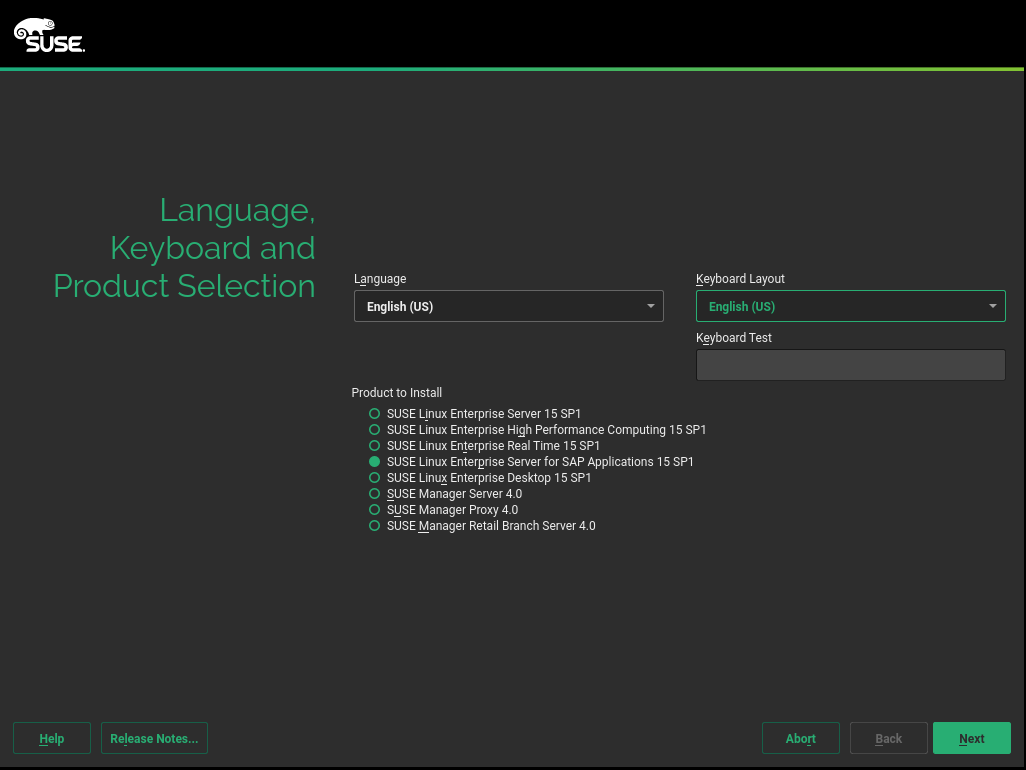 SUSE.
Language,
Keyboard and
Product Selection
Language
Keyboard Layout
English (US)
English (US)
Keyboard Test
Product to Install
SUSE Linux Enterprise Server 15 SP1
SUSE Linux Enterprise High Performance Computing 15 SP1
SUSE Linux Enterprise Real Time 15 SP1
SUSE Linux Enterprise Server for SAP Applications 15 SP1
SUSE Linux Enterprise Desktop 15 SP1
SUSE Manager Server 4.0
SUSE Manager Proxy 4.0
SUSE Manager Retail Branch Server 4.0
Help
Release Notes...
Abort
Back
Next